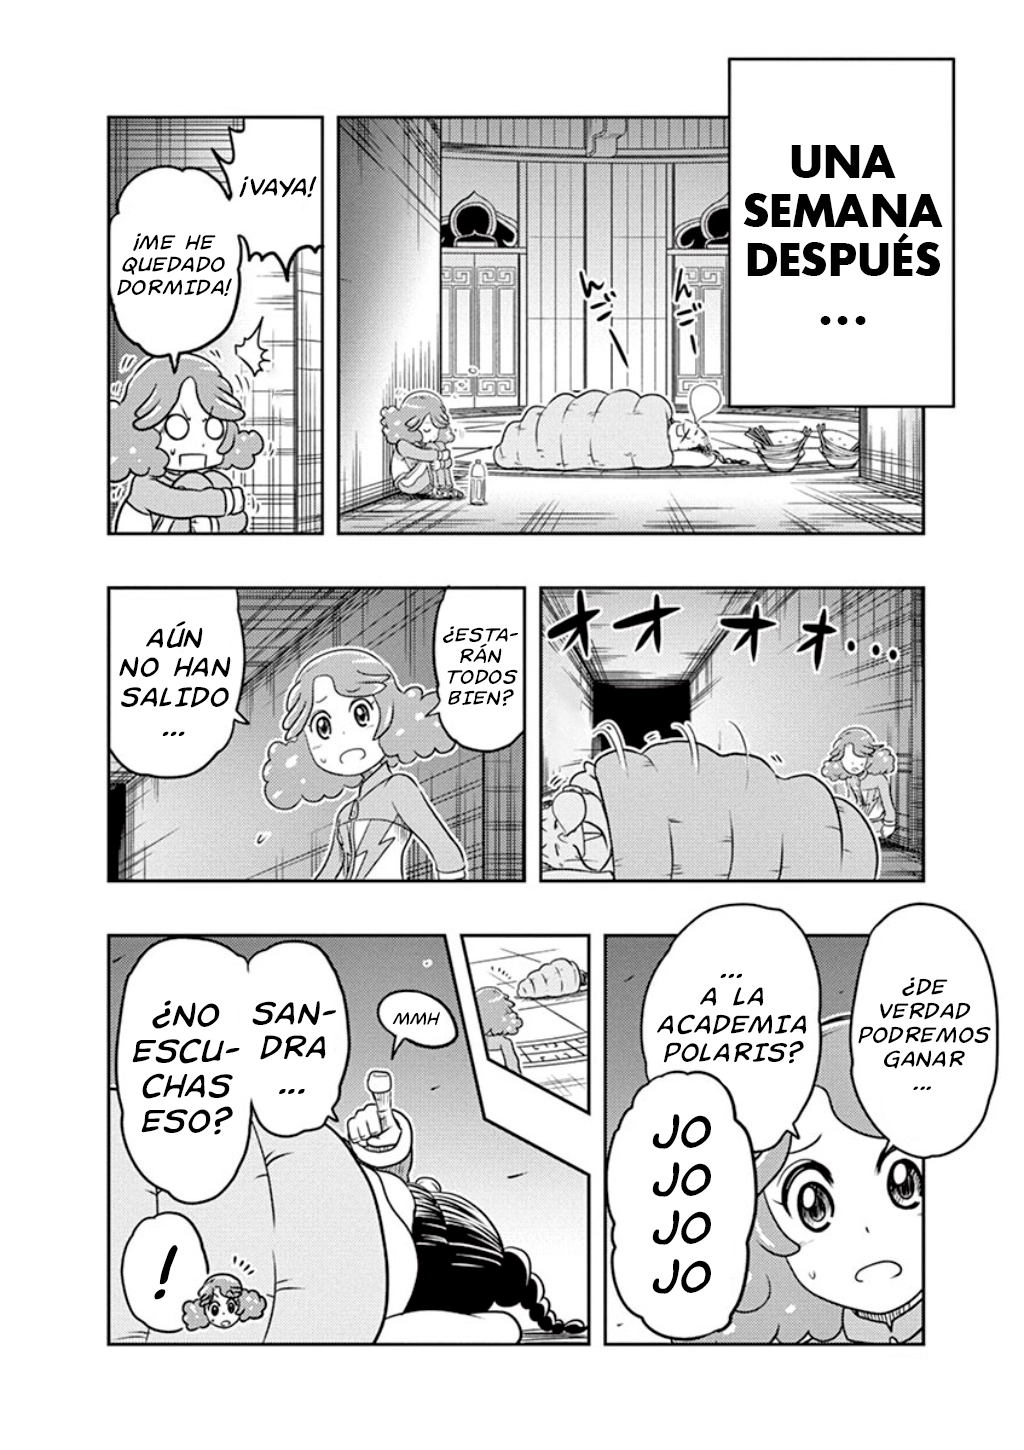 UNA
SEMANA
DESPUÉS
...
んご
んが
¡VAYA!
¡ME HE
QUEDADO
DORMIDA!
オオオオ...
¿ESTA-
RÁN
TODOS
BIEN?
AÚN
NO HAN
SALIDO
...
¿DE
VERDAD
PODREMOS
GANAR
...
...
A LA
ACADEMIA
POLARIS?
JO
JO
JO
JO
MMH
SAN-
DRA
...
¿NO
ESCU-
CHAS
ESO?
!